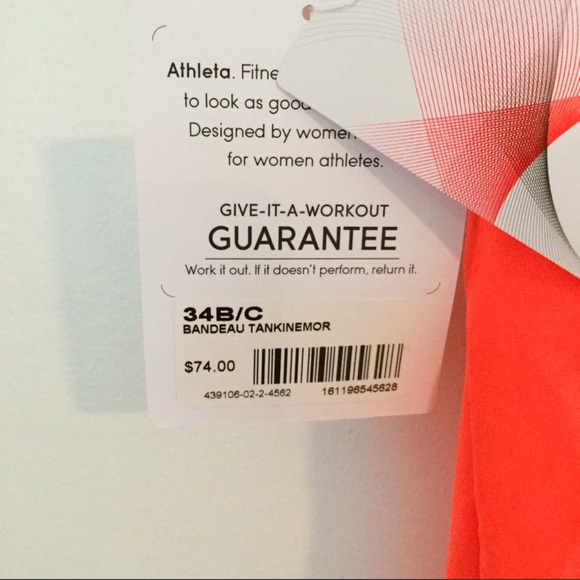 Athleta. Fitne
to look as good
Designed by women
for women athletes.
GIVE-IT-A-WORKOUT
GUARANTEE
Work it out. If it doesn't perform, return it.
34B/C
BANDEAU TANKINEMOR
$74.00
439106-02-2-4562
161196545628